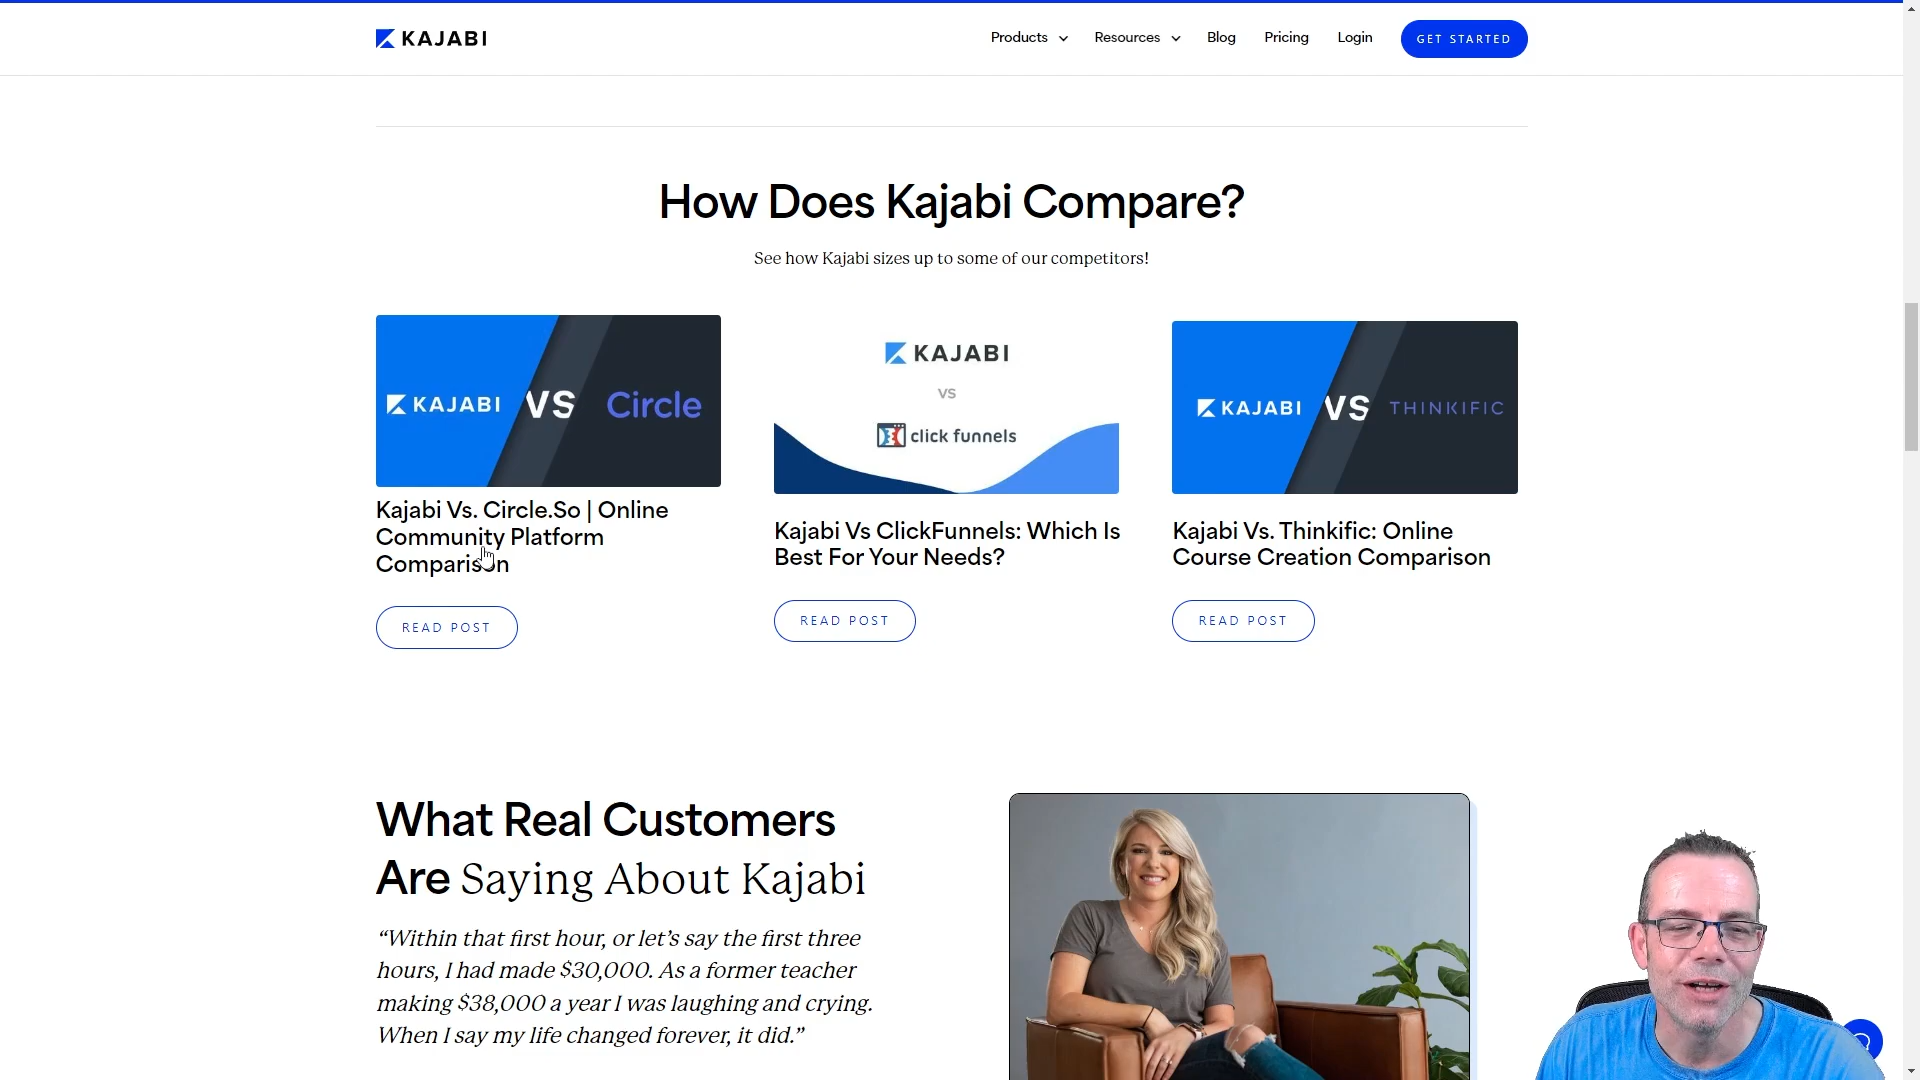 KAJABI
Products
Resources
Blog
Pricing
Login
GET STARTED
How Does Kajabi Compare?
See how Kajabi sizes up to some of our competitors!
KAJABI VS Circle
KAJABI
VS
click funnels
KAJABI VS THINKIFIC
Kajabi Vs. Circle.So | Online
Community Platform
Comparison
READ POST
Kajabi Vs ClickFunnels: Which Is
Best For Your Needs?
READ POST
Kajabi Vs. Thinkific: Online
Course Creation Comparison
READ POST
What Real Customers
Are Saying About Kajabi
“Within that first hour, or let’s say the first three
hours, I had made $30,000. As a former teacher
making $38,000 a year I was laughing and crying.
When I say my life changed forever, it did.”